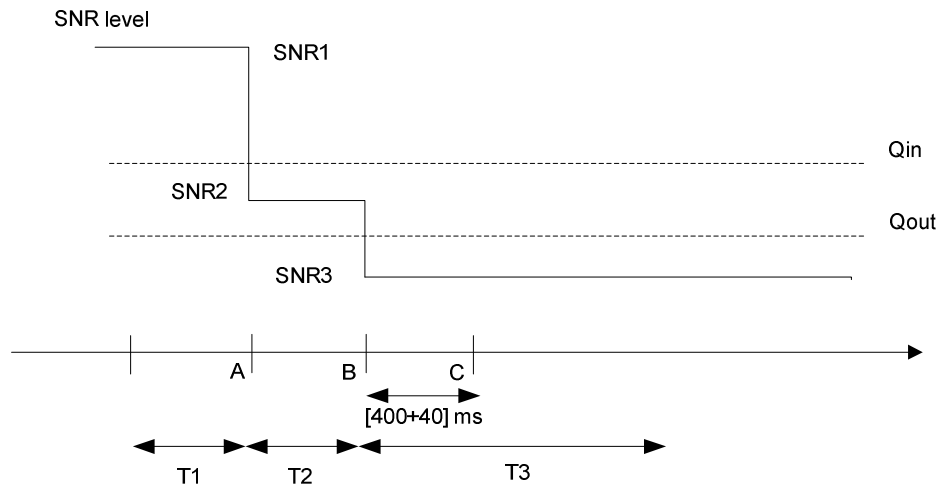 SNR level
SNR1
Qin
SNR2
Qout
SNR3
A
B
C
[400+40] ms
T1
T2
T3